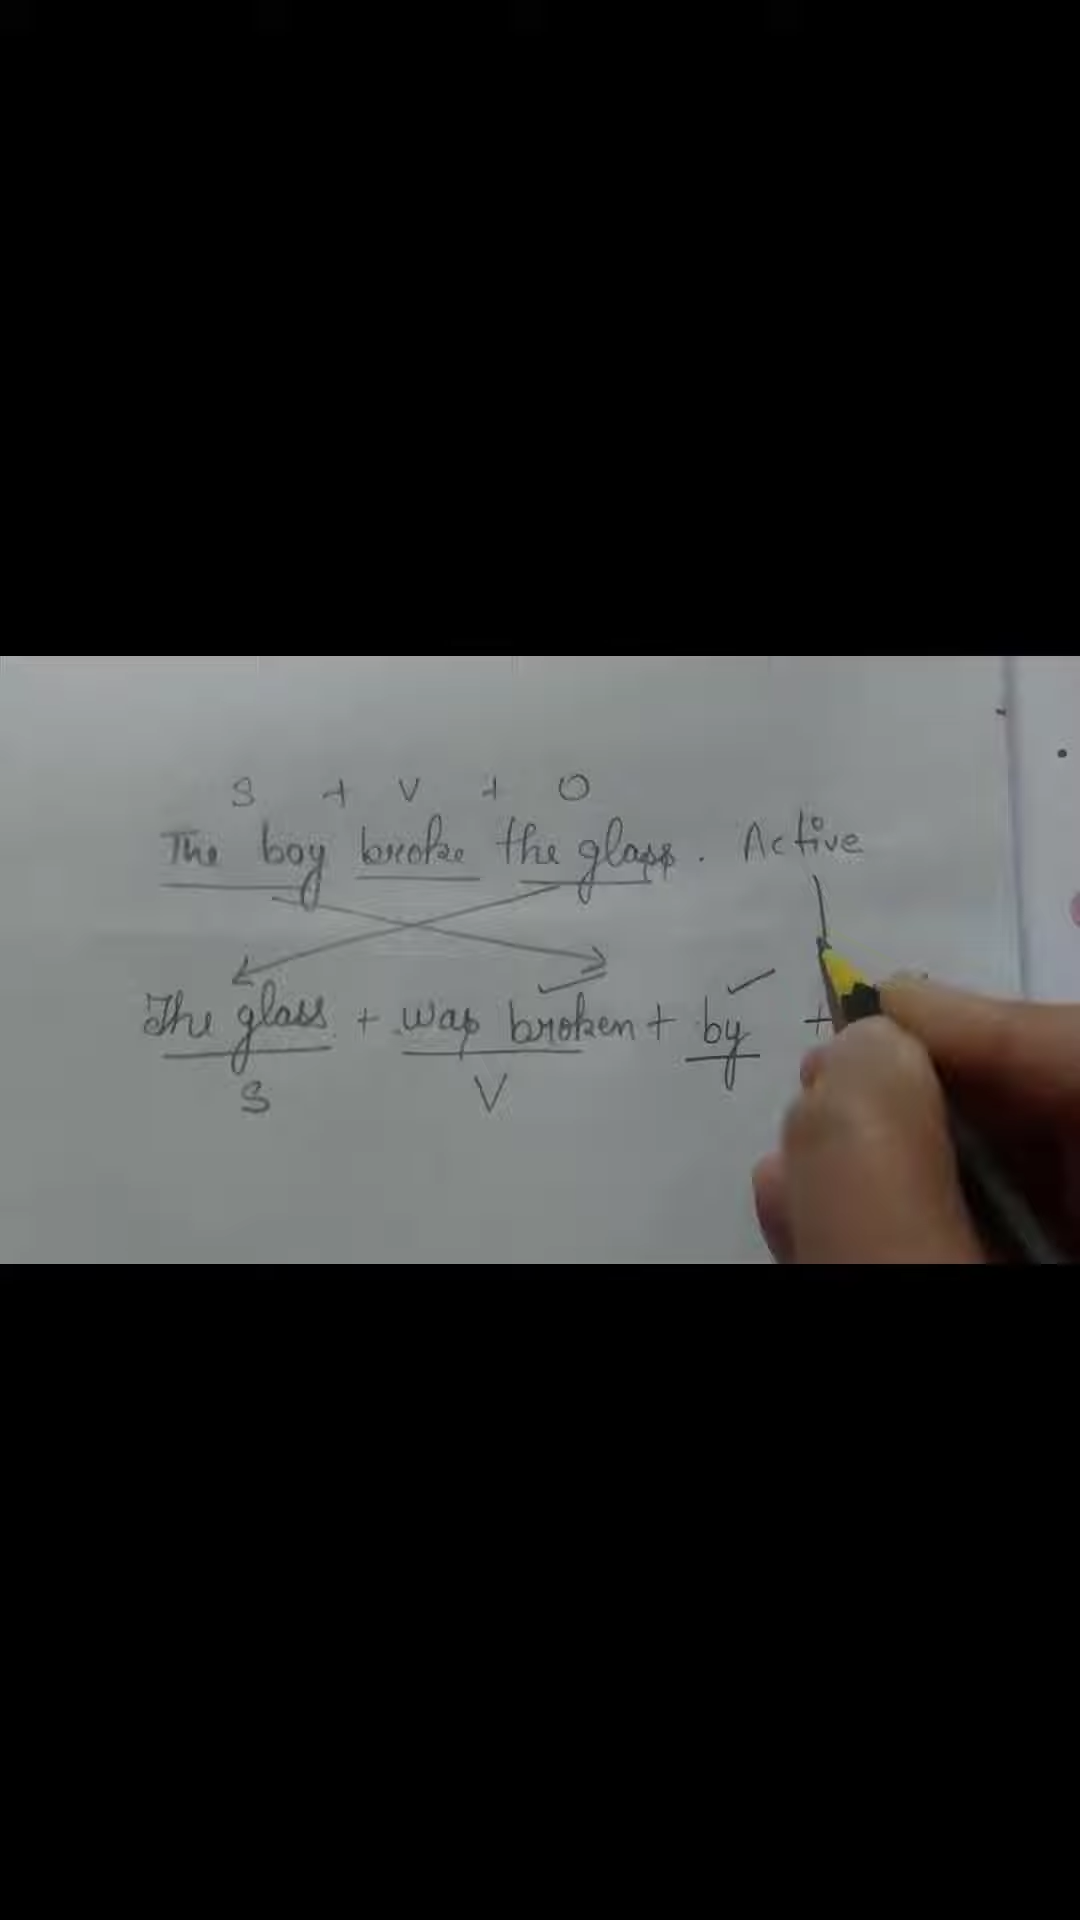 S + V + O
The boy broke the glass. Active
The glass + was broken + by +
S V